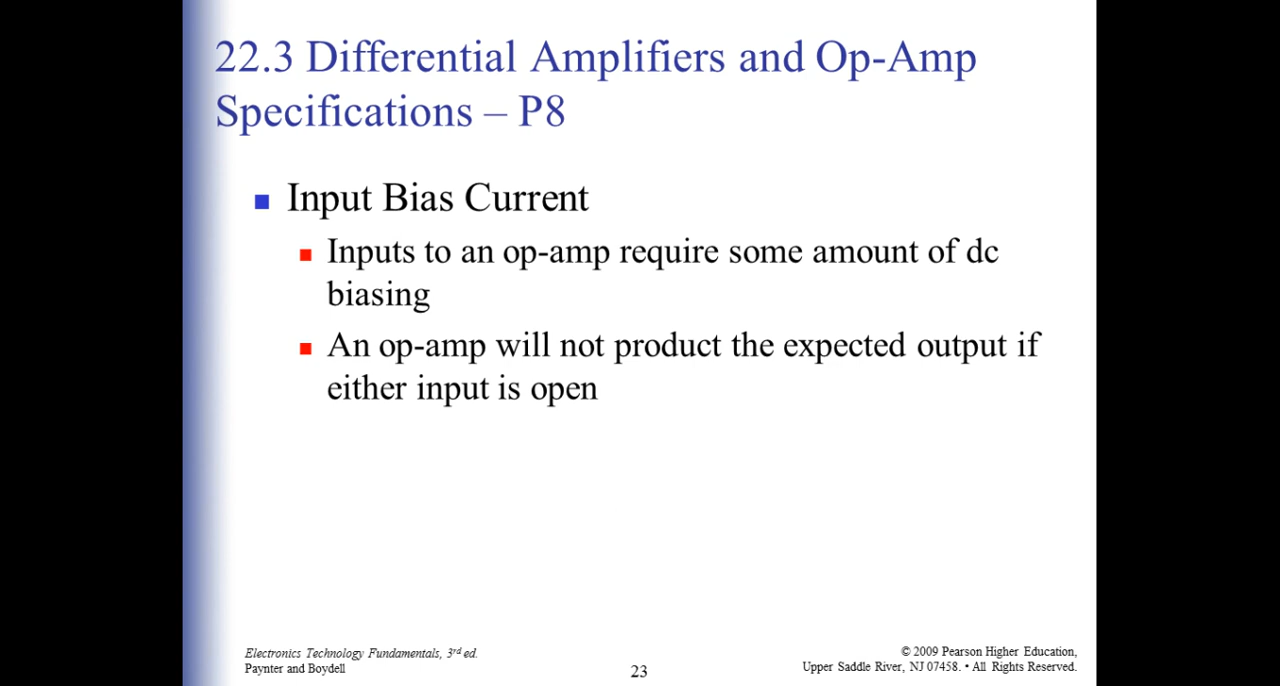 22.3 Differential Amplifiers and Op-Amp
Specifications – P8
Input Bias Current
Inputs to an op-amp require some amount of dc
biasing
An op-amp will not product the expected output if
either input is open
Electronics Technology Fundamentals, 3rd ed.
Paynter and Boydell
23
© 2009 Pearson Higher Education,
Upper Saddle River, NJ 07458. • All Rights Reserved.